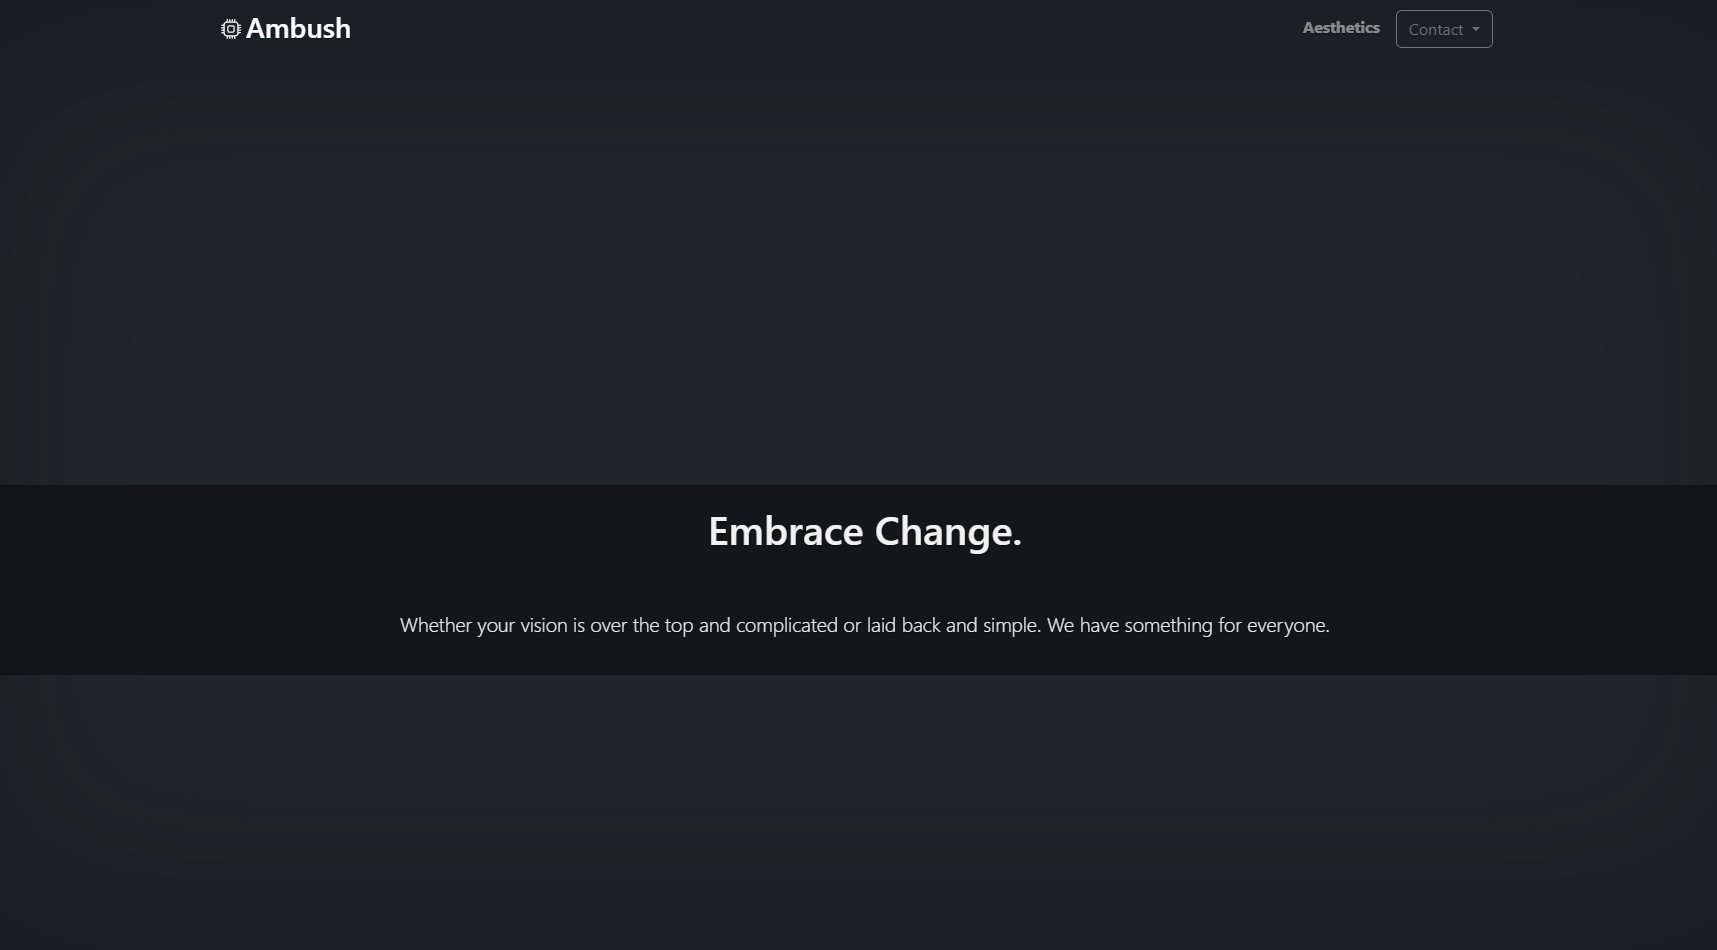 Ambush
Aesthetics
Contact
Embrace Change.
Whether your vision is over the top and complicated or laid back and simple. We have something for everyone.